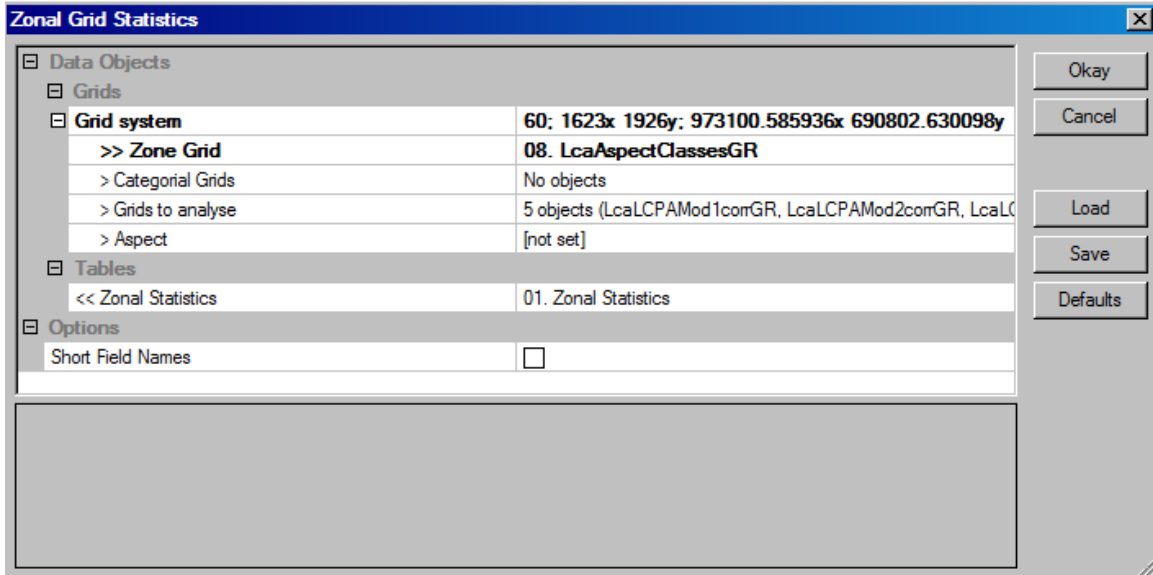 Zonal Grid Statistics
Data Objects
Grids
Grid system 60; 1623x 1926y; 973100.585936x 690802.630098y
>> Zone Grid 08. LcaAspectClassesGR
> Categorial Grids No objects
> Grids to analyse 5 objects (LcaLCPAMod1corrGR, LcaLCPAMod2corrGR, LcaLC
> Aspect [not set]
Tables
<< Zonal Statistics 01. Zonal Statistics
Options
Short Field Names
Okay
Cancel
Load
Save
Defaults